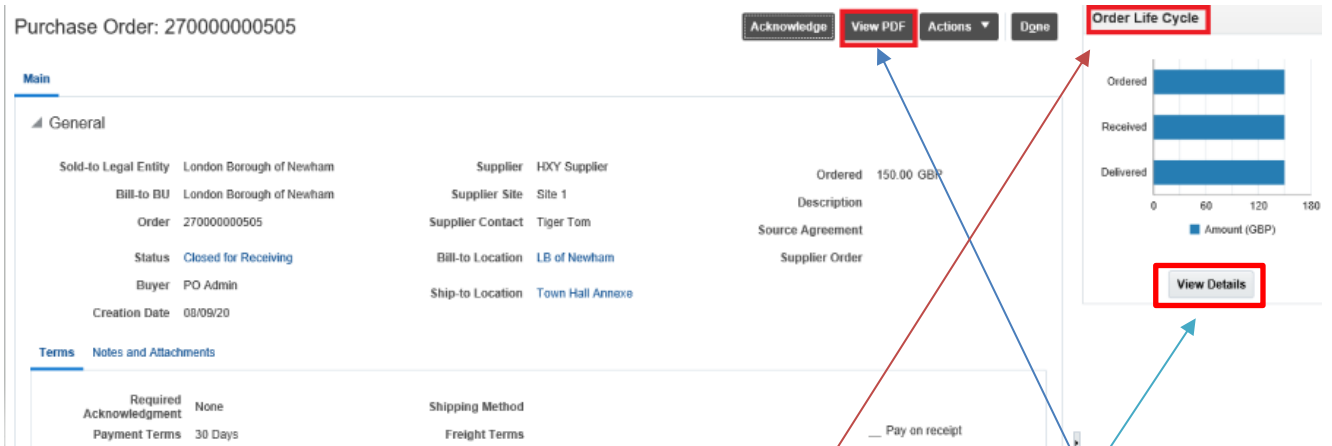 Purchase Order: 270000000505
Acknowledge View PDF Actions Done
Order Life Cycle
Main
General
Sold-to Legal Entity London Borough of Newham
Bill-to BU London Borough of Newham
Order 270000000505
Status Closed for Receiving
Buyer PO Admin
Creation Date 08/09/20
Supplier HXY Supplier
Supplier Site Site 1
Supplier Contact Tiger Tom
Bill-to Location LB of Newham
Ship-to Location Town Hall Annexe
Ordered 150.00 GBP
Description
Source Agreement
Supplier Order
Ordered
Received
Delivered
0 60 120 180
Amount (GBP)
View Details
Terms Notes and Attachments
Required
Acknowledgment None
Payment Terms 30 Days
Shipping Method
Freight Terms
Pay on receipt